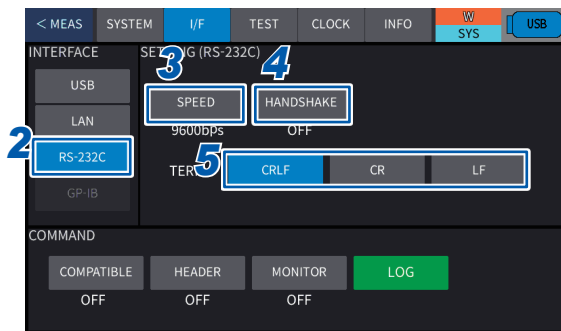 < MEAS SYSTEM I/F TEST CLOCK INFO W SYS USB
INTERFACE
USB
LAN
2 RS-232C
GP-IB
(RS-232C)
3 4
SPEED HANDSHAKE
9600bps OFF
5
CRLF CR LF
COMMAND
COMPATIBLE HEADER MONITOR LOG
OFF OFF OFF